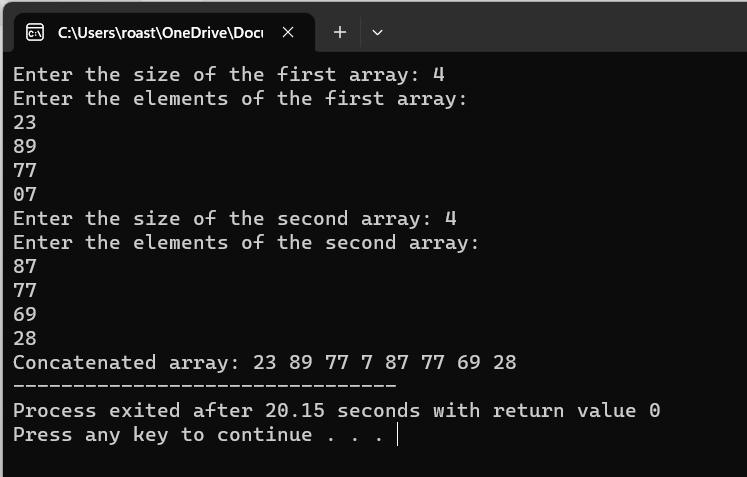 C:\Users\roast\OneDrive\Docu
Enter the size of the first array: 4
Enter the elements of the first array:
23
89
77
07
Enter the size of the second array: 4
Enter the elements of the second array:
87
77
69
28
Concatenated array: 23 89 77 7 87 77 69 28
--------------------------------
Process exited after 20.15 seconds with return value 0
Press any key to continue . . .